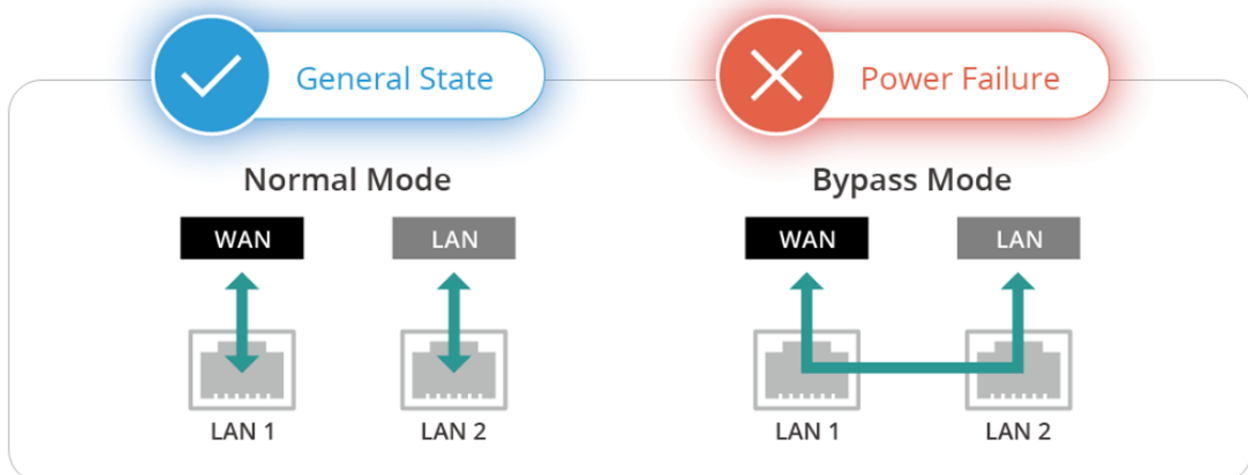 General State
Power Failure
Normal Mode
Bypass Mode
WAN
LAN
WAN
LAN
LAN 1
LAN 2
LAN 1
LAN 2